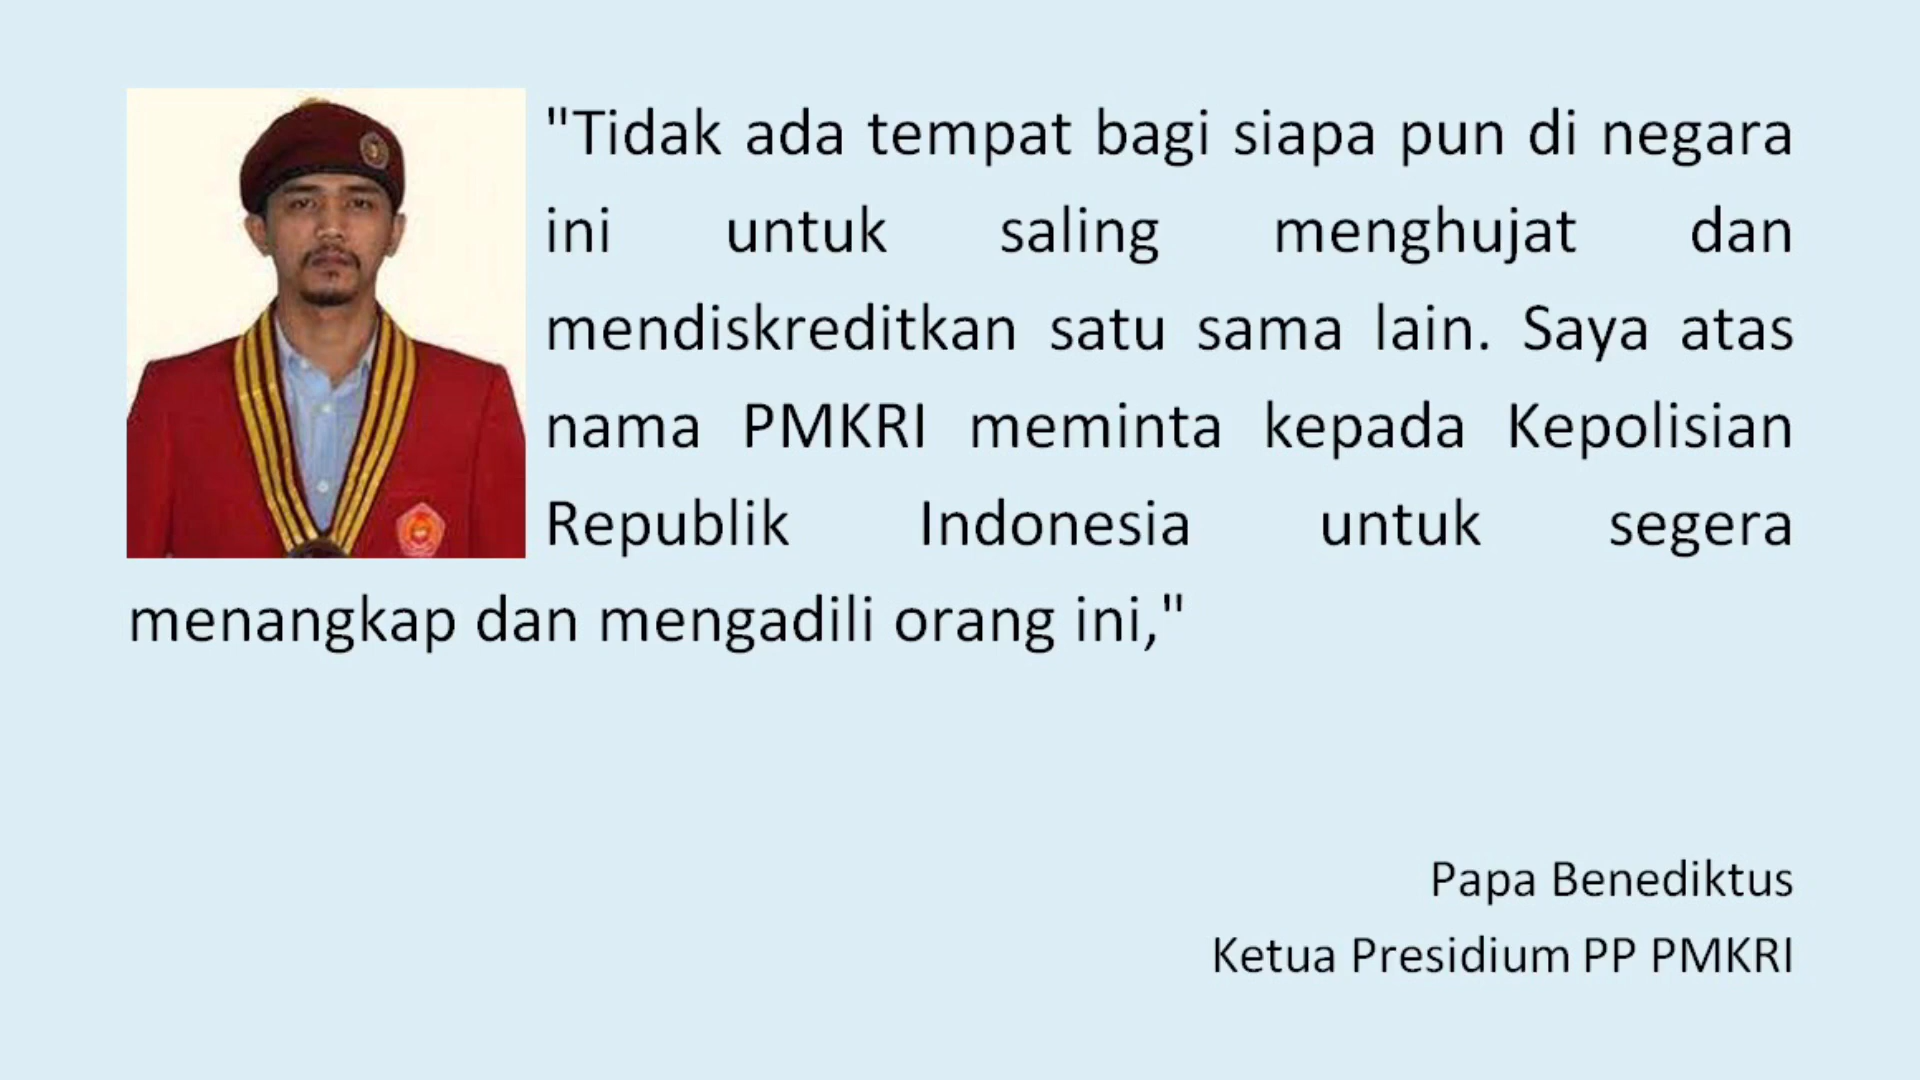 "Tidak ada tempat bagi siapa pun di negara
ini untuk saling menghujat dan
mendiskreditkan satu sama lain. Saya atas
nama PMKRI meminta kepada Kepolisian
Republik Indonesia untuk segera
menangkap dan mengadili orang ini,"
Papa Benediktus
Ketua Presidium PP PMKRI